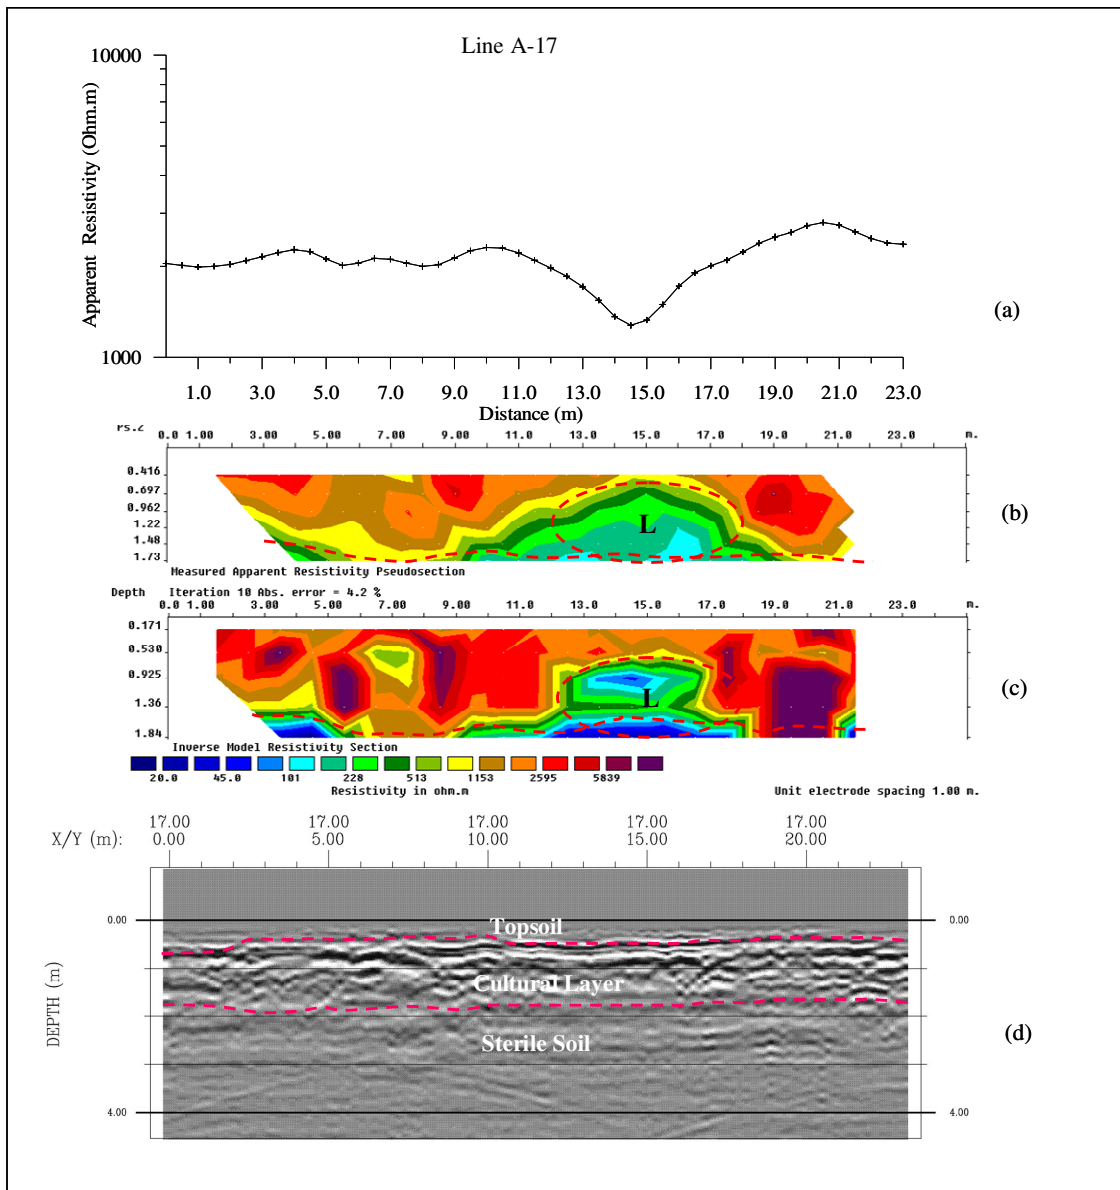 Line A-17
10000
Apparent Resistivity (Ohm.m)
1000
1.0 3.0 5.0 7.0 9.0 11.0 13.0 15.0 17.0 19.0 21.0 23.0
Distance (m)
(a)
0.0 1.00 3.00 5.00 7.00 9.00 11.0 13.0 15.0 17.0 19.0 21.0 23.0 m.
0.416
0.697
0.962
1.22
1.48
1.73
L
(b)
Measured Apparent Resistivity Pseudosection
Depth Iteration 10 Abs. error = 4.2 %
0.0 1.00 3.00 5.00 7.00 9.00 11.0 13.0 15.0 17.0 19.0 21.0 23.0 m.
0.171
0.530
0.925
1.36
1.84
L
(c)
Inverse Model Resistivity Section
20.0 45.0 101 228 513 1153 2595 5839
Resistivity in ohm.m
Unit electrode spacing 1.00 m.
17.00 17.00 17.00 17.00 17.00
X/Y (m): 0.00 5.00 10.00 15.00 20.00
0.00 Topsoil 0.00
Cultural Layer
DEPTH (m)
Sterile Soil
(d)
4.00 4.00